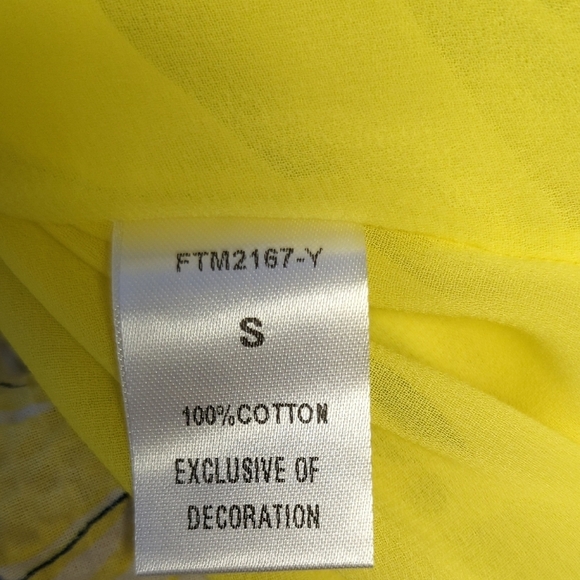 FTM2167-Y
S
100%COTTON
EXCLUSIVE OF
DECORATION